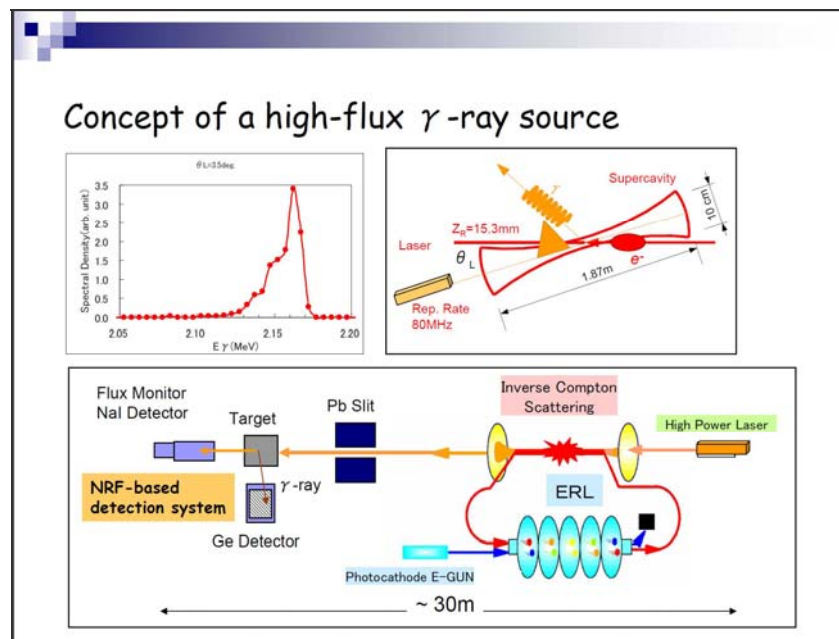 Concept of a high-flux γ-ray source
θL=3.5deg.
Spectral Density(arb. unit)
3.5
3.0
2.5
2.0
1.5
1.0
0.5
0.0
2.05
2.10
2.15
2.20
Eγ(MeV)
γ
Supercavity
10 cm
Z_R=15.3mm
Laser
θ_L
e-
1.87m
Rep. Rate
80MHz
Flux Monitor
NaI Detector
Target
Pb Slit
Inverse Compton
Scattering
High Power Laser
NRF-based
detection system
γ-ray
Ge Detector
ERL
Photocathode E-GUN
~ 30m